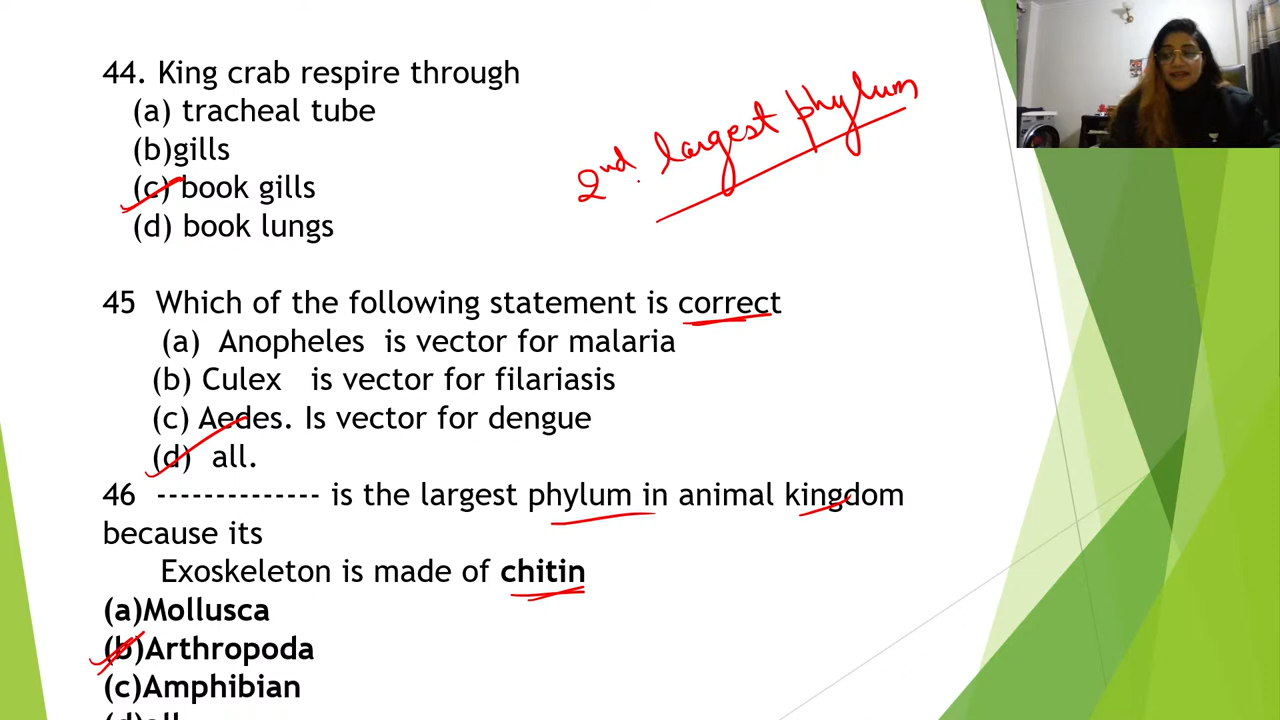 44. King crab respire through
(a) tracheal tube
(b)gills
(c) book gills
(d) book lungs
2nd. largest phylum
45 Which of the following statement is correct
(a) Anopheles is vector for malaria
(b) Culex is vector for filariasis
(c) Aedes. Is vector for dengue
(d) all.
46 -------------- is the largest phylum in animal kingdom
because its
Exoskeleton is made of chitin
(a)Mollusca
(b)Arthropoda
(c)Amphibian
(d)all